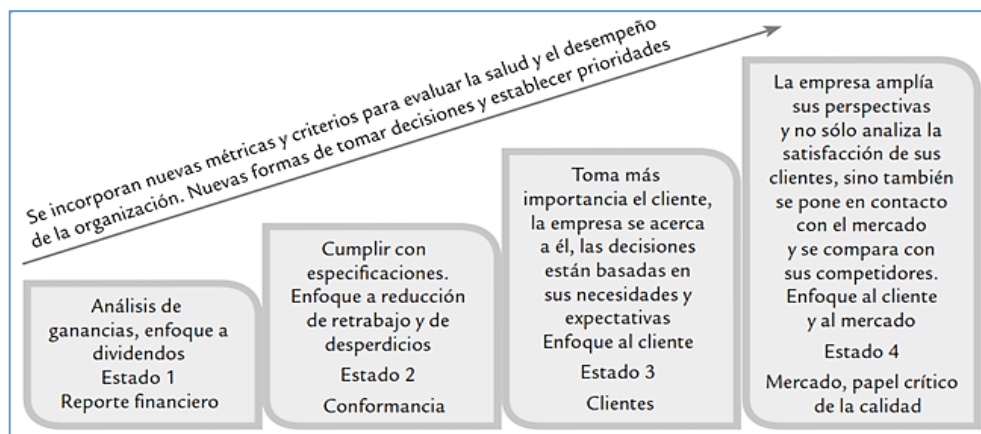 Se incorporan nuevas métricas y criterios para evaluar la salud y el desempeño
de la organización. Nuevas formas de tomar decisiones y establecer prioridades
Análisis de
ganancias, enfoque a
dividendos
Estado 1
Reporte financiero
Cumplir con
especificaciones.
Enfoque a reducción
de retrabajo y de
desperdicios
Estado 2
Conformancia
Toma más
importancia el cliente,
la empresa se acerca
a él, las decisiones
están basadas en
sus necesidades y
expectativas
Enfoque al cliente
Estado 3
Clientes
La empresa amplía
sus perspectivas
y no sólo analiza la
satisfacción de sus
clientes, sino también
se pone en contacto
con el mercado
y se compara con
sus competidores.
Enfoque al cliente
y al mercado
Estado 4
Mercado, papel crítico
de la calidad